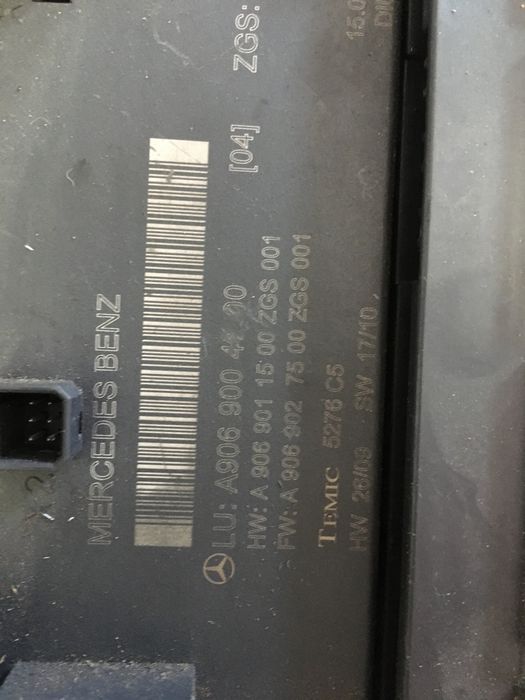 MERCEDES BENZ
LU: A906 900 [04] ZGS:
HW: A 906 901 15 00 ZGS 001
FW: A 906 902 75 00 ZGS 001
TEMIC 5276 C5
HW 26/09 SW 17/10